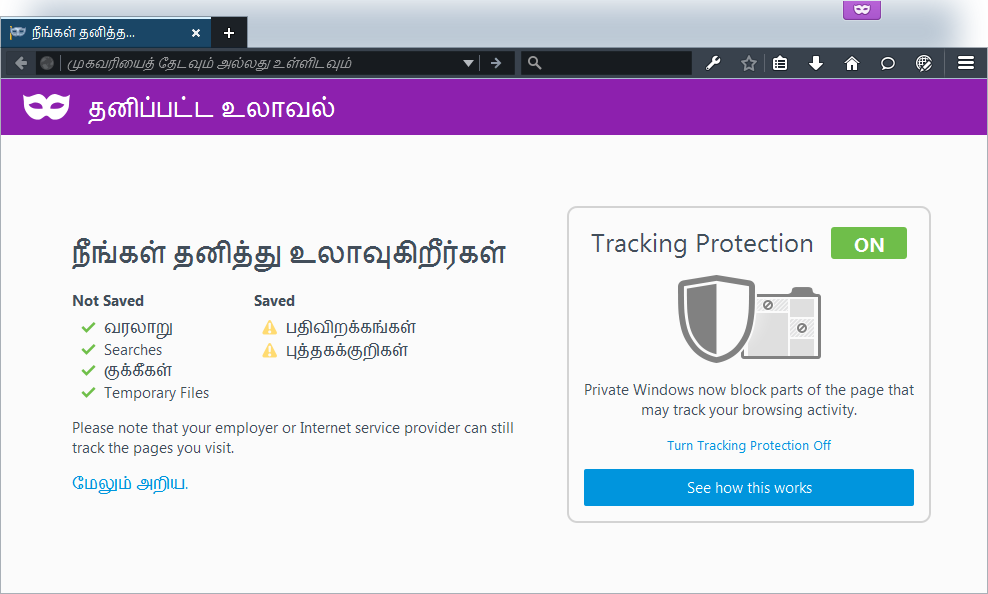 நீங்கள் தனித்த...
முகவரியைத் தேடவும் அல்லது உள்ளிடவும்
தனிப்பட்ட உலாவல்
நீங்கள் தனித்து உலாவுகிறீர்கள்
Not Saved
Saved
வரலாறு
பதிவிறக்கங்கள்
Searches
புத்தகக்குறிகள்
குக்கீகள்
Temporary Files
Please note that your employer or Internet service provider can still
track the pages you visit.
மேலும் அறிய.
Tracking Protection
ON
Private Windows now block parts of the page that
may track your browsing activity.
Turn Tracking Protection Off
See how this works